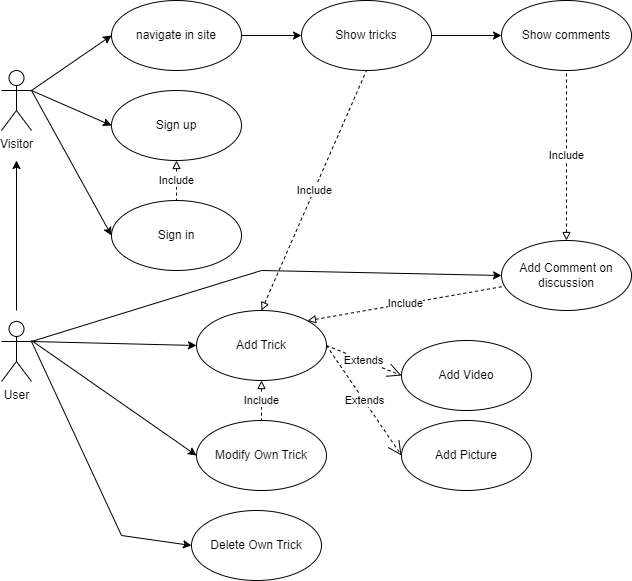 navigate in site
Show tricks
Show comments
Sign up
Visitor
Include
Include
Include
Sign in
Add Comment on
discussion
Include
Add Trick
Extends
Add Video
User
Include
Extends
Modify Own Trick
Add Picture
Delete Own Trick